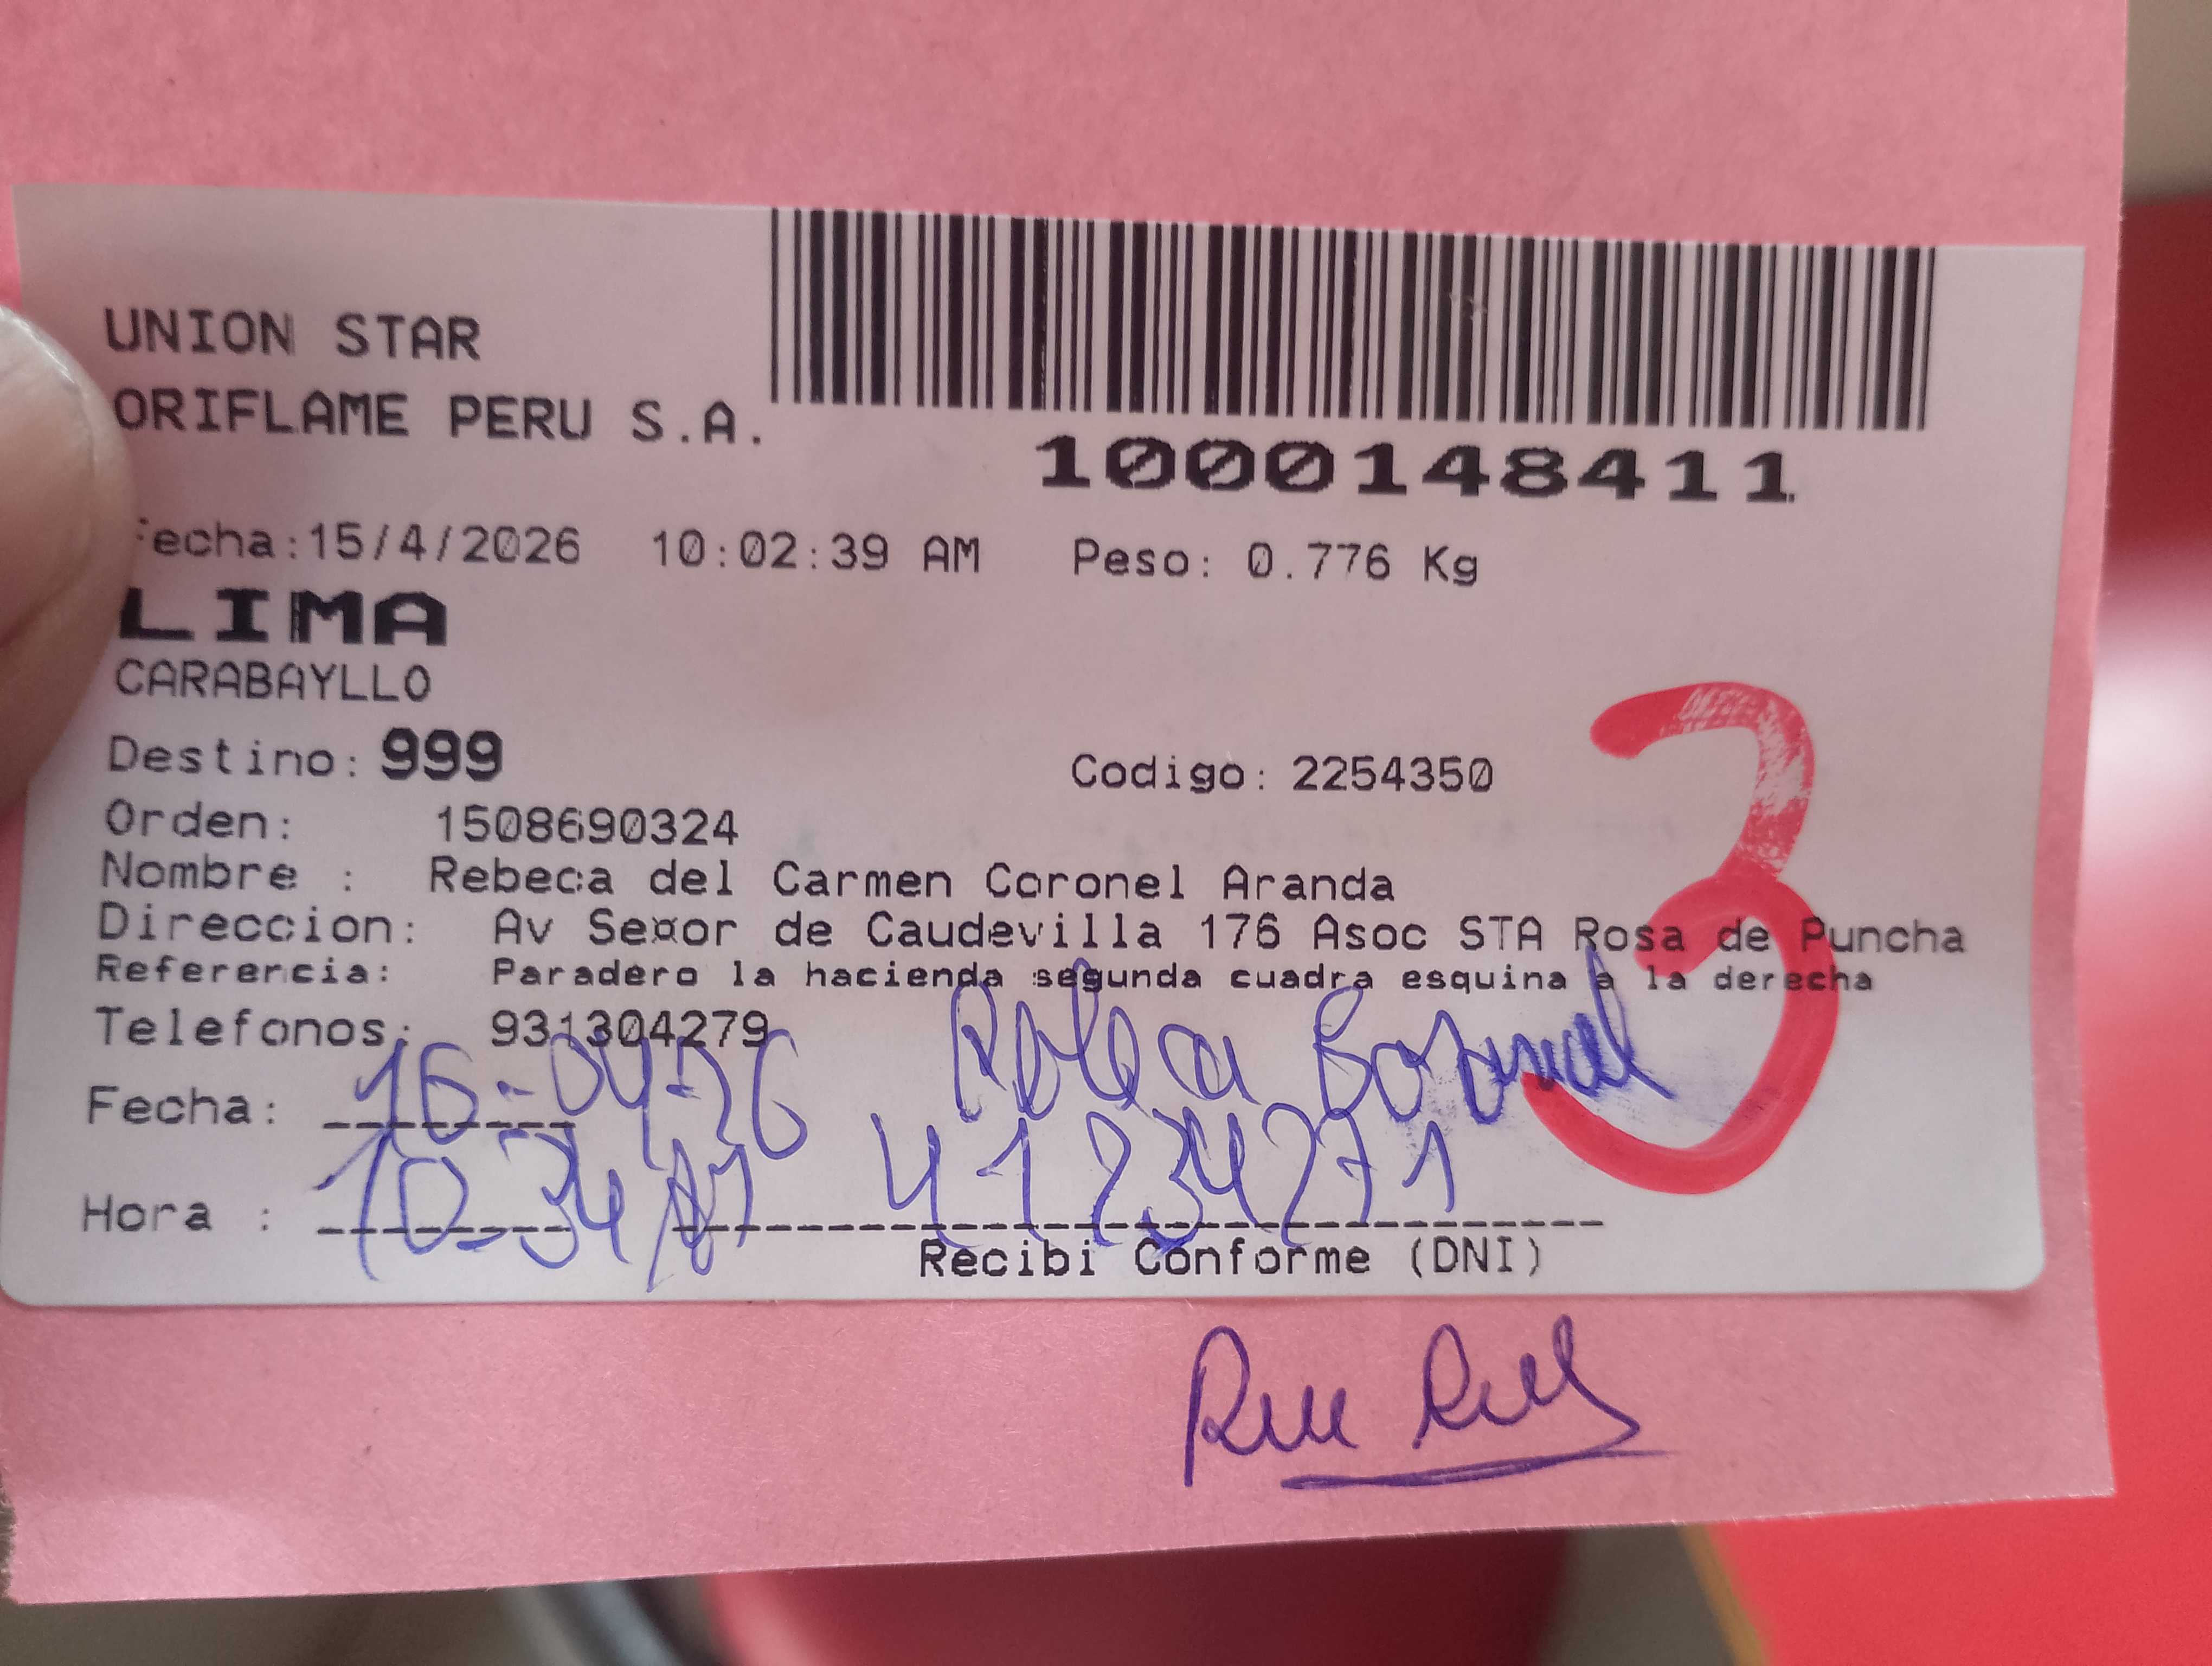 UNION STAR
ORIFLAME PERU S.A.
1000148411
Fecha:15/4/2026 10:02:39 AM Peso: 0.776 Kg
LIMA
CARABAYLLO
Destino: 999 Codigo: 2254350
3
Orden: 1508690324
Nombre : Rebeca del Carmen Coronel Aranda
Direccion: Av Se¤or de Caudevilla 176 Asoc STA Rosa de Puncha
Referencia: Paradero la hacienda segunda cuadra esquina a la derecha
Telefonos: 931304279
Fecha: 16-04-26
Hora : 10-34 41234271
Recibi Conforme (DNI)